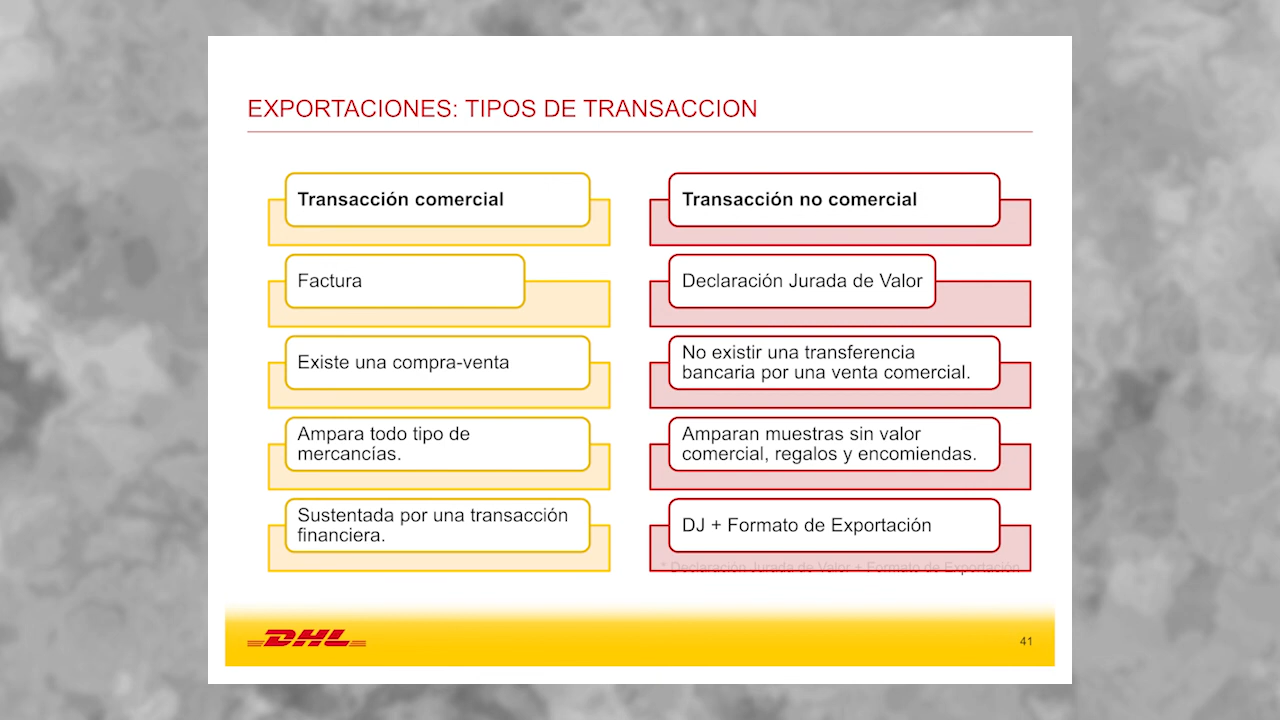 EXPORTACIONES: TIPOS DE TRANSACCION
Transacción comercial
Factura
Existe una compra-venta
Ampara todo tipo de
mercancías.
Sustentada por una transacción
financiera.
Transacción no comercial
Declaración Jurada de Valor
No existir una transferencia
bancaria por una venta comercial.
Amparan muestras sin valor
comercial, regalos y encomiendas.
DJ + Formato de Exportación
* Declaración Jurada de Valor + Formato de Exportación
DHL
41